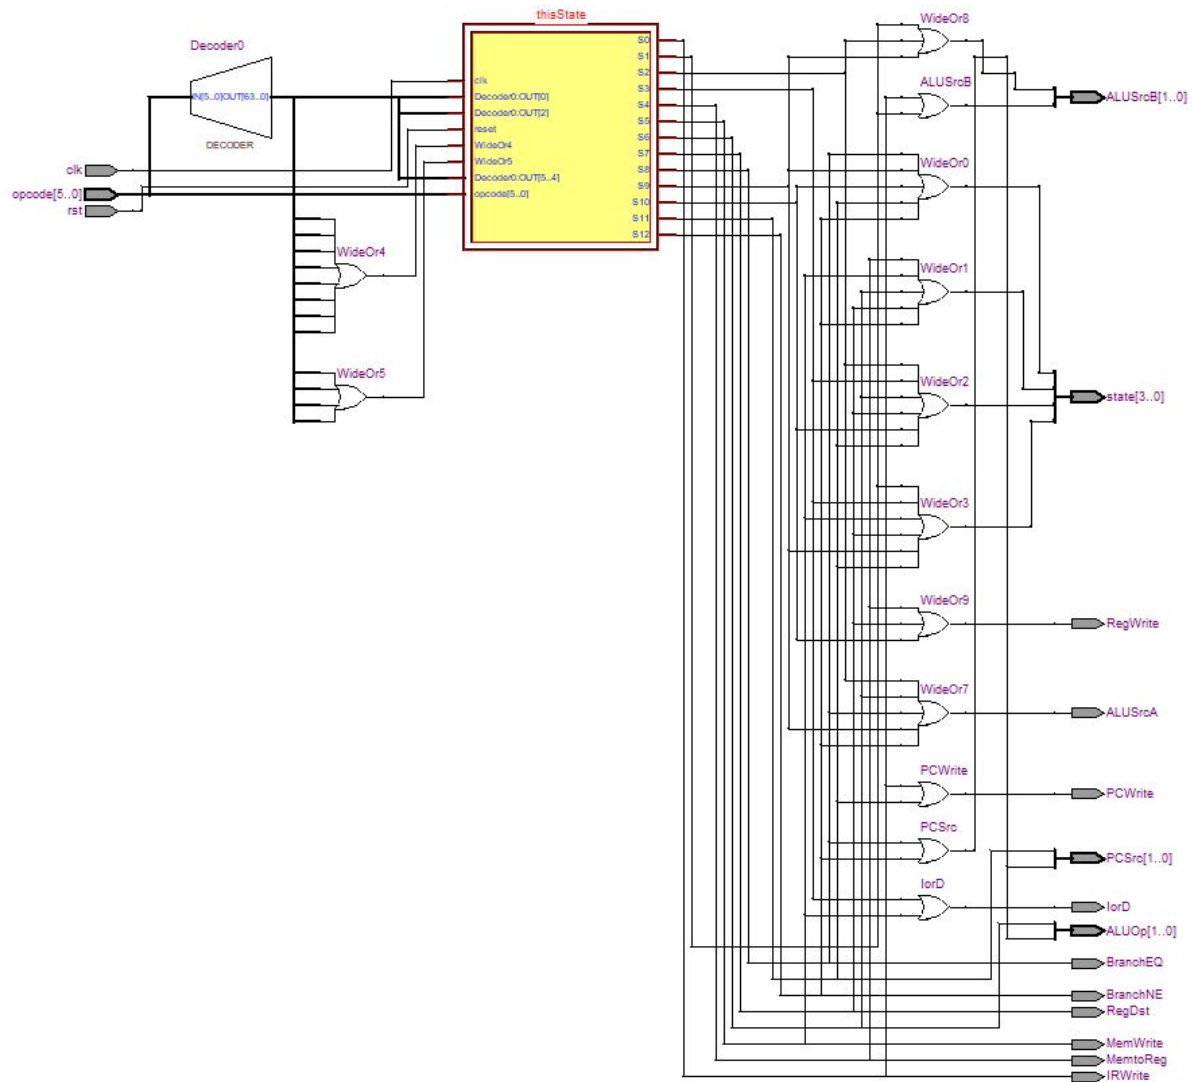 thisState
Decoder0
IN[5..0]
OUT[63..0]
DECODER
clk
opcode[5..0]
rst
clk
Decoder0:OUT[0]
Decoder0:OUT[2]
reset
WideOr4
WideOr5
Decoder0:OUT[5..4]
opcode[5..0]
S0
S1
S2
S3
S4
S5
S6
S7
S8
S9
S10
S11
S12
WideOr4
WideOr5
WideOr8
ALUSrcB
WideOr0
WideOr1
WideOr2
WideOr3
WideOr9
WideOr7
PCWrite
PCSrc
IorD
ALUSrcB[1..0]
state[3..0]
RegWrite
ALUSrcA
PCWrite
PCSrc[1..0]
IorD
ALUOp[1..0]
BranchEQ
BranchNE
RegDst
MemWrite
MemtoReg
IRWrite